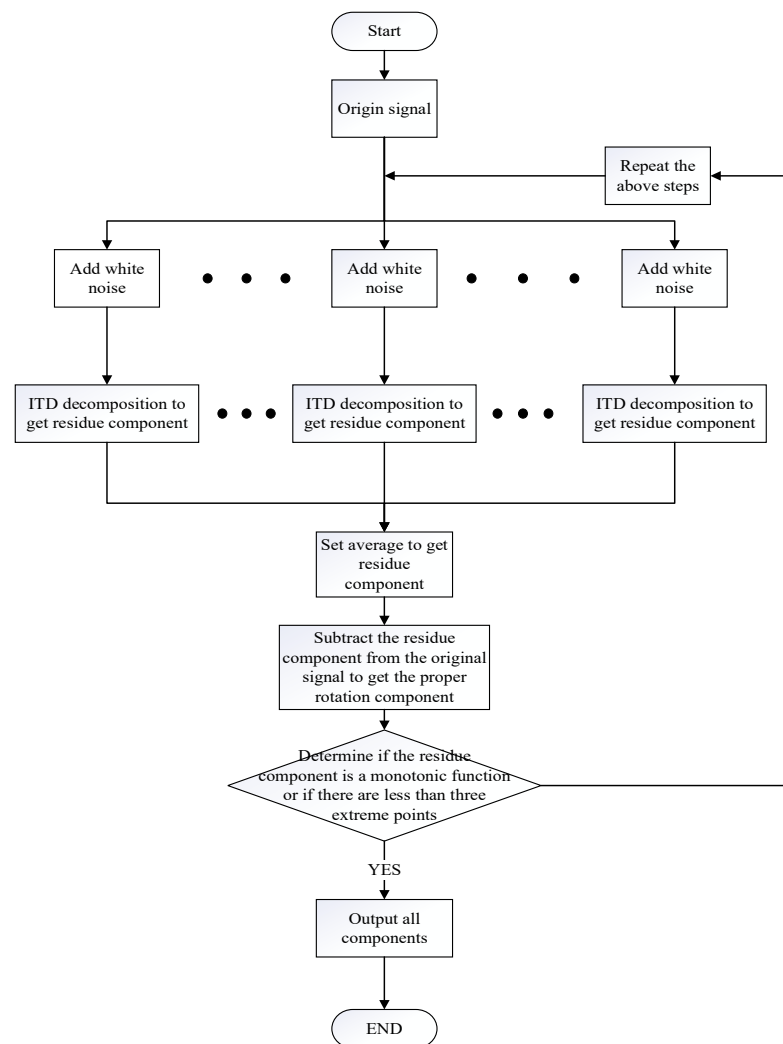 Start
Origin signal
Repeat the
above steps
Add white
noise
Add white
noise
Add white
noise
ITD decomposition to
get residue component
ITD decomposition to
get residue component
ITD decomposition to
get residue component
Set average to get
residue
component
Subtract the residue
component from the original
signal to get the proper
rotation component
Determine if the residue
component is a monotonic function
or if there are less than three
extreme points
YES
Output all
components
END